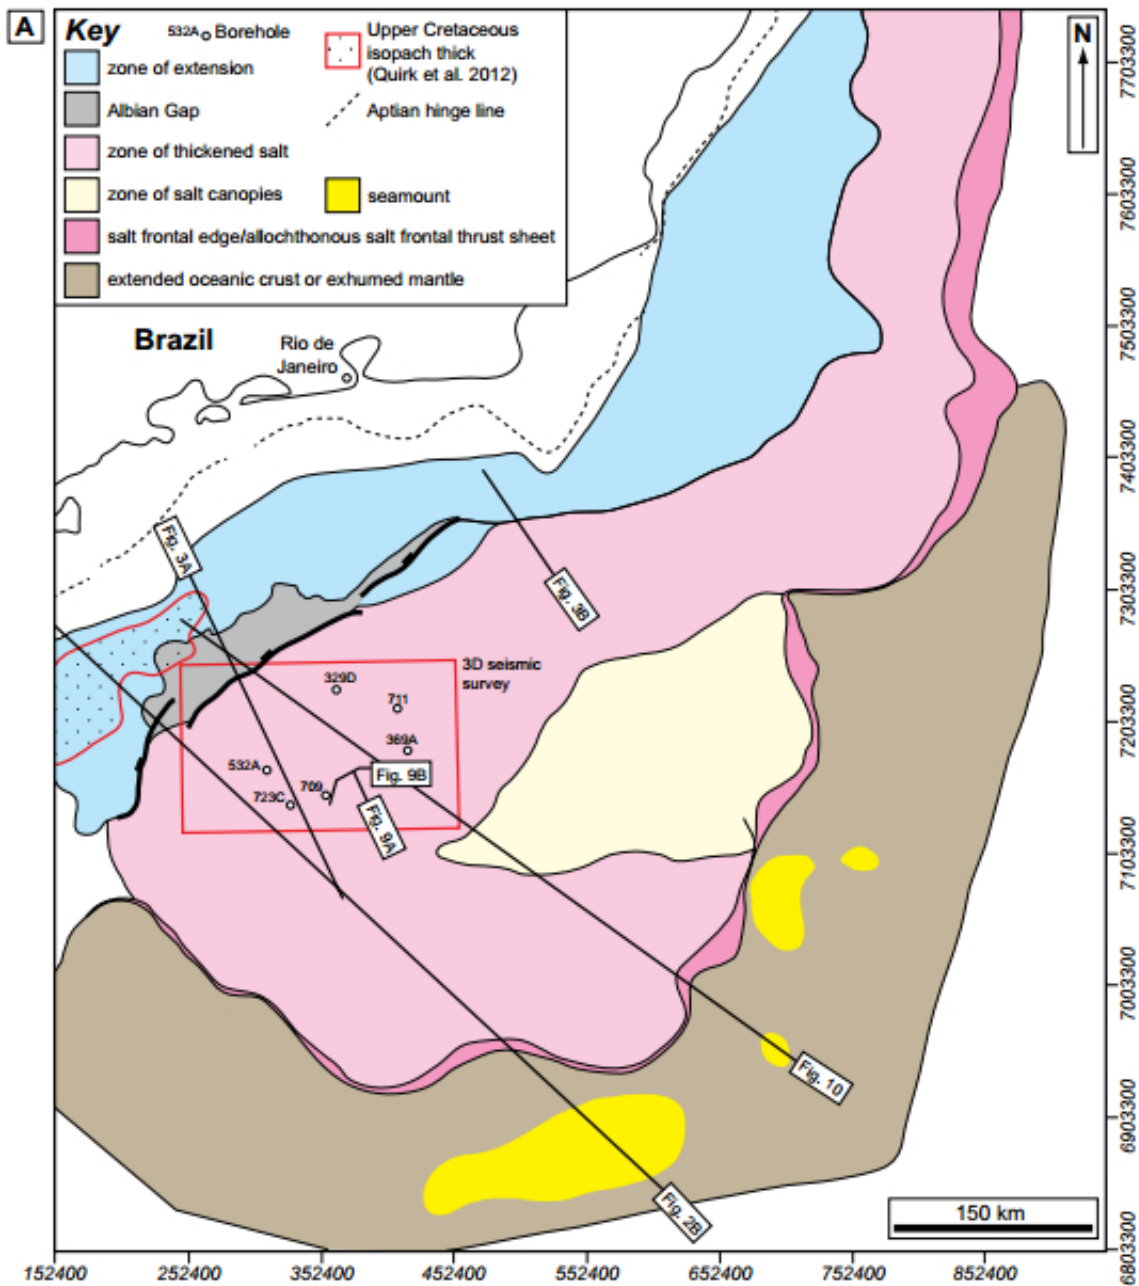 A
Key
532A Borehole
zone of extension
Albian Gap
zone of thickened salt
zone of salt canopies
salt frontal edge/allochthonous salt frontal thrust sheet
extended oceanic crust or exhumed mantle
Upper Cretaceous
isopach thick
(Quirk et al. 2012)
Aptian hinge line
seamount
N
Brazil
Rio de
Janeiro
Fig. 3A
Fig. 3B
3D seismic
survey
329D
711
369A
532A
709
723C
Fig. 9B
Fig. 9A
Fig. 10
Fig. 2B
150 km
7703300
7603300
7503300
7403300
7303300
7203300
7103300
7003300
6903300
6803300
152400
252400
352400
452400
552400
652400
752400
852400